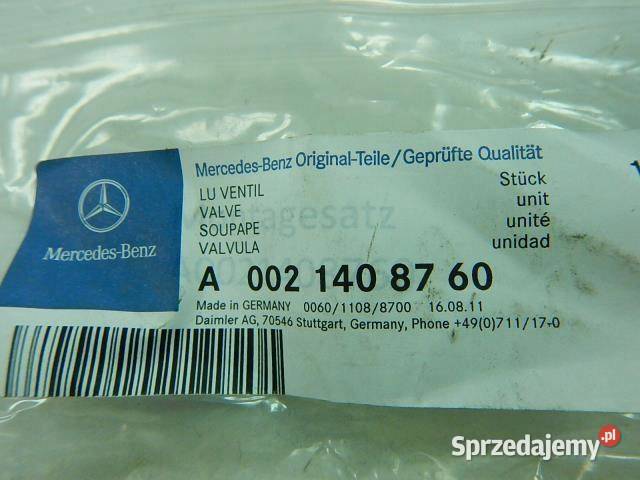 Mercedes-Benz Original-Teile/Geprüfte Qualität
LU VENTIL Stück
VALVE unit
SOUPAPE unité
VALVULA unidad
Montagesatz
Mercedes-Benz
A 002 140 87 60
Made in GERMANY 0060/1108/8700 16.08.11
Daimler AG, 70546 Stuttgart, Germany, Phone +49(0)711/17-0
Sprzedajemy.pl